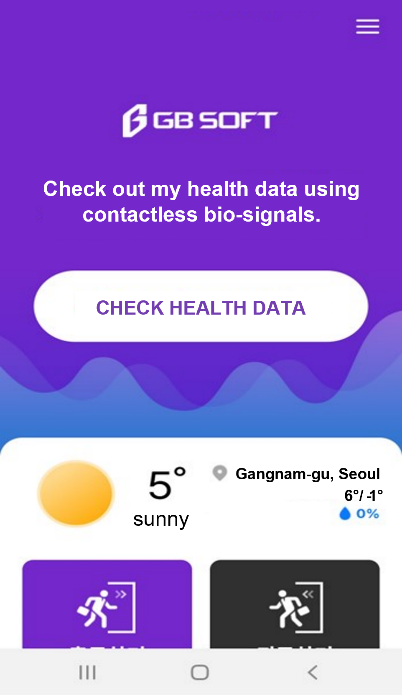 GB SOFT
Check out my health data using
contactless bio-signals.
CHECK HEALTH DATA
5°
sunny
Gangnam-gu, Seoul
6°/ -1°
0%